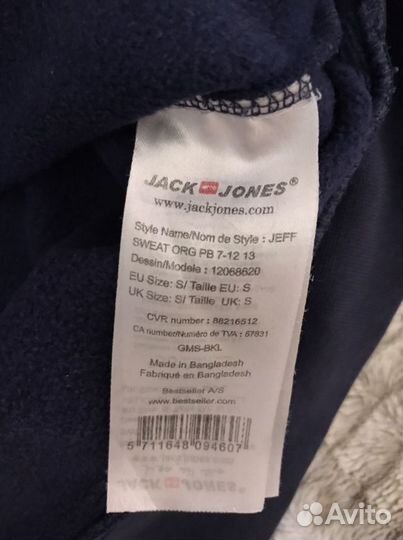 JACK JONES®
www.jackjones.com
Style Name/Nom de Style : JEFF
SWEAT ORG PB 7-12 13
Dessin/Modele : 12068620
EU Size: S/ Taille EU: S
UK Size: S/ Taille UK: S
CVR number : 88216512
CA number/Numéro de TVA : 67831
GMS-BKL
Made in Bangladesh
Fabriqué en Bangladesh
Bestseller A/S
www.bestseller.com
5 711648 094607
JACK JONES
Avito